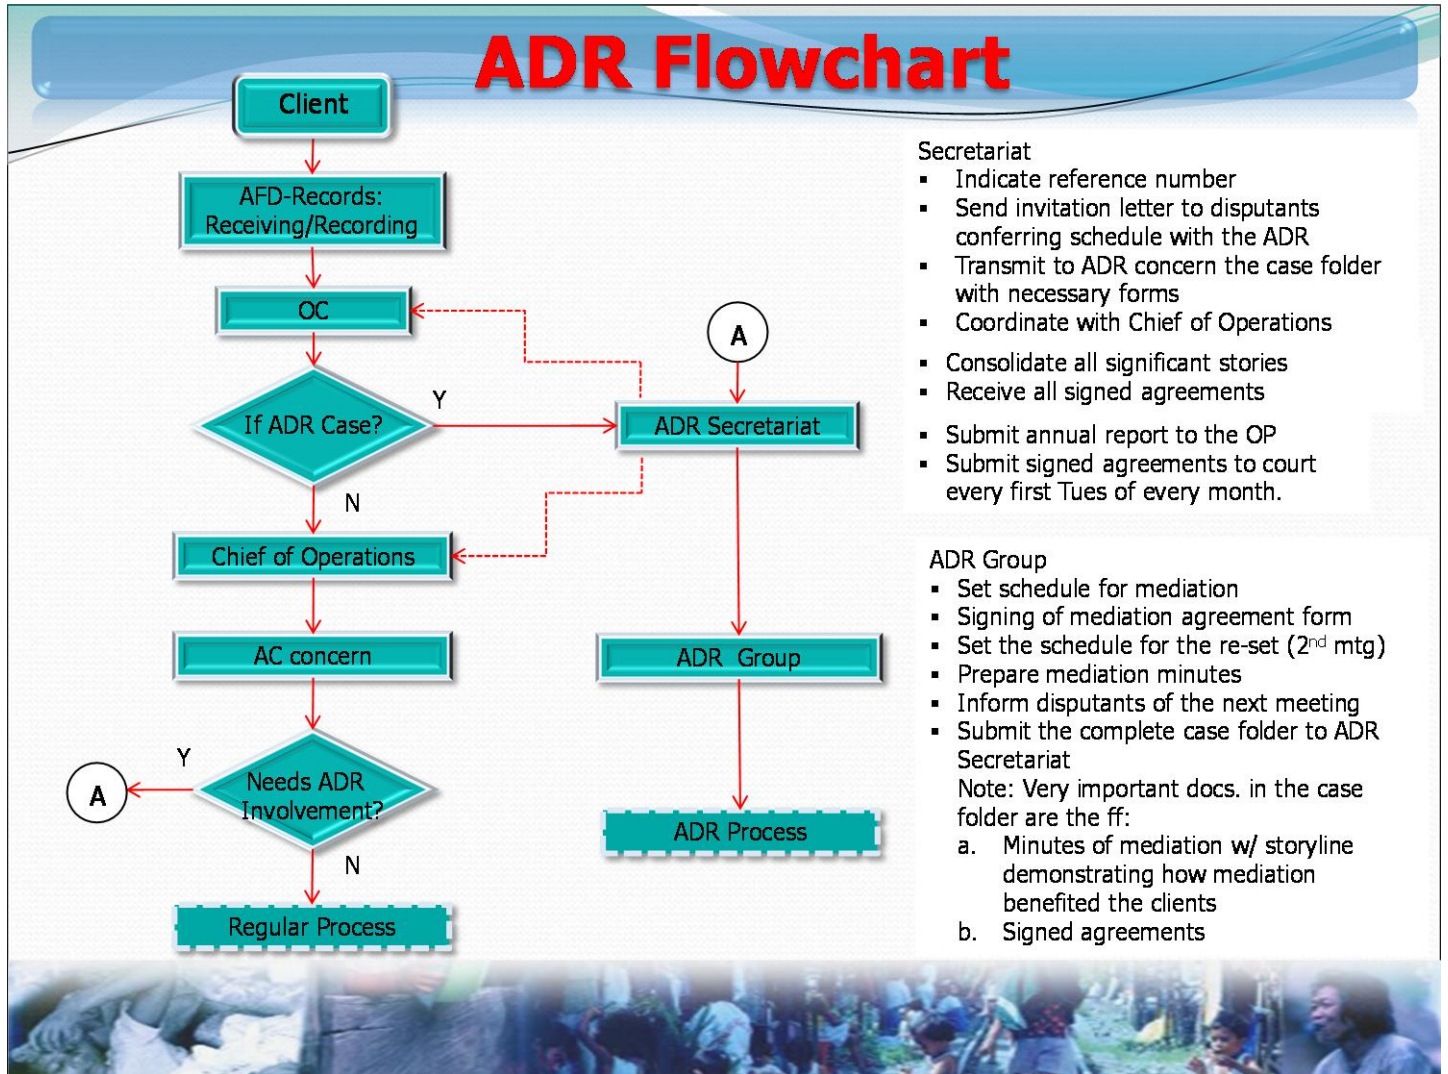 ADR Flowchart
Client
AFD-Records:
Receiving/Recording
OC
If ADR Case?
Y
N
Chief of Operations
AC concern
Needs ADR
Involvement?
Y
A
N
Regular Process
A
ADR Secretariat
ADR Group
ADR Process
Secretariat
▪ Indicate reference number
▪ Send invitation letter to disputants
conferring schedule with the ADR
▪ Transmit to ADR concern the case folder
with necessary forms
▪ Coordinate with Chief of Operations
▪ Consolidate all significant stories
▪ Receive all signed agreements
▪ Submit annual report to the OP
▪ Submit signed agreements to court
every first Tues of every month.
ADR Group
▪ Set schedule for mediation
▪ Signing of mediation agreement form
▪ Set the schedule for the re-set (2nd mtg)
▪ Prepare mediation minutes
▪ Inform disputants of the next meeting
▪ Submit the complete case folder to ADR
Secretariat
Note: Very important docs. in the case
folder are the ff:
a. Minutes of mediation w/ storyline
demonstrating how mediation
benefited the clients
b. Signed agreements